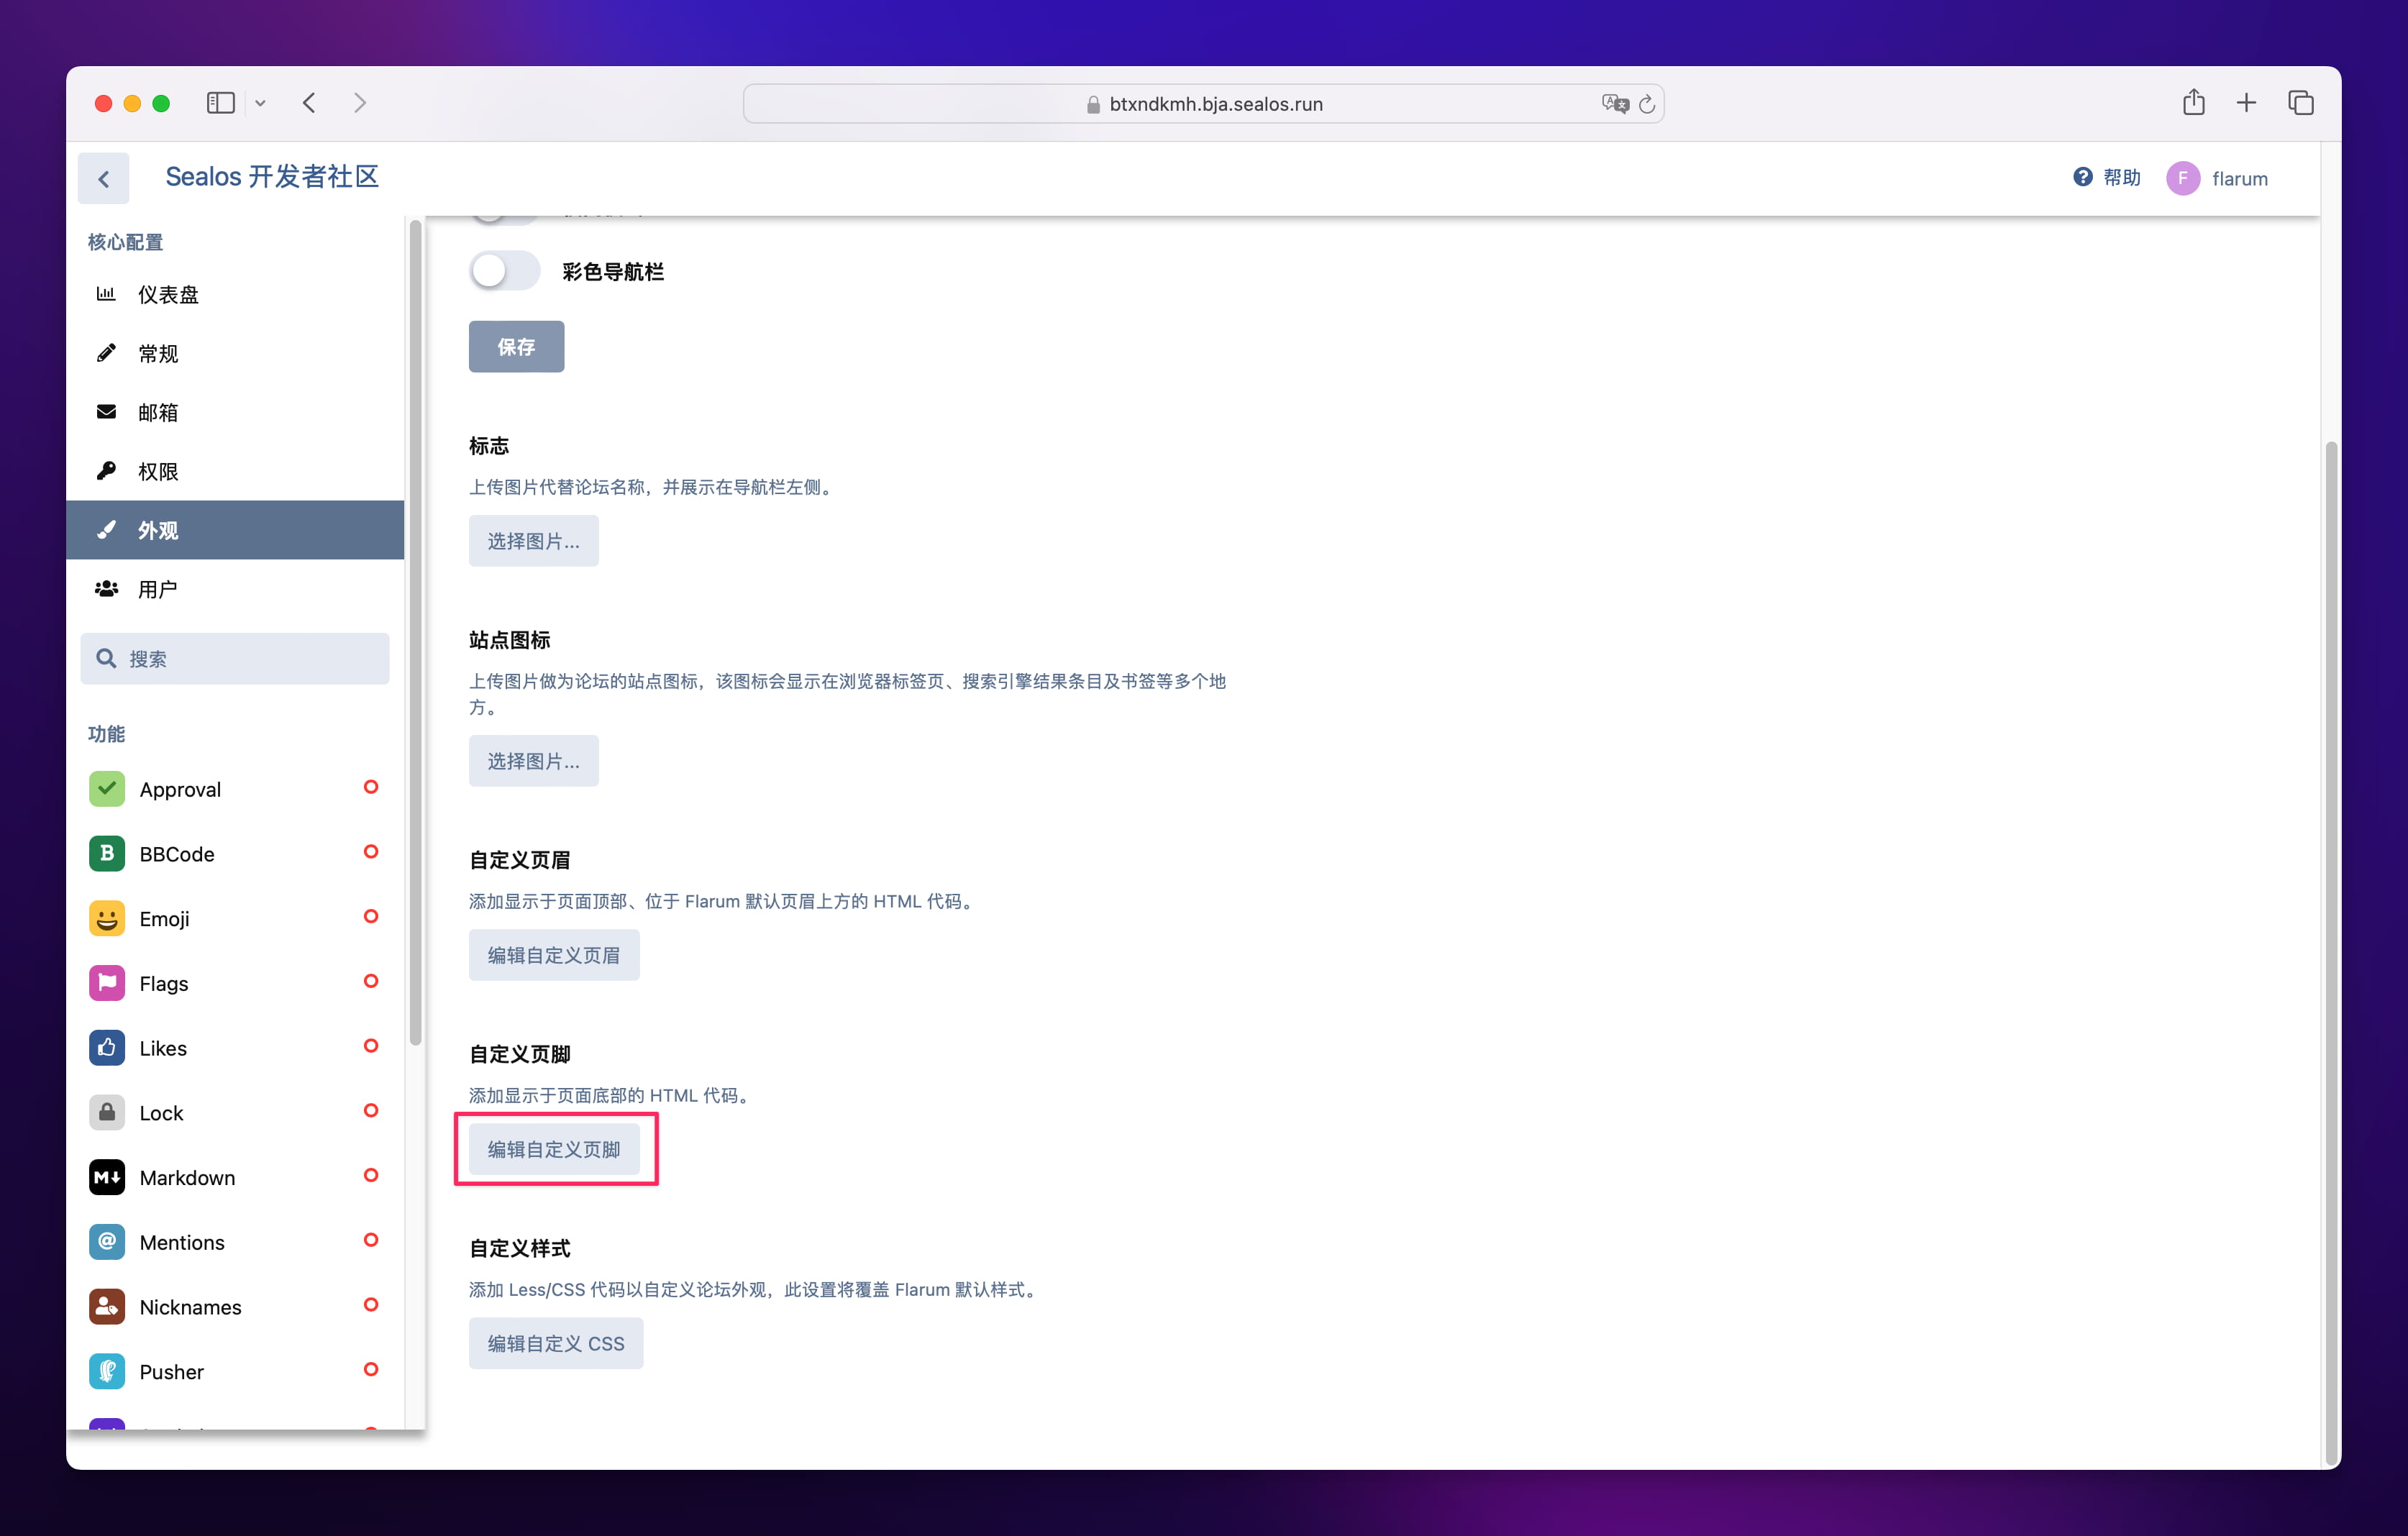 btxndkmh.bja.sealos.run
Sealos 开发者社区
帮助
F
flarum
核心配置
仪表盘
常规
邮箱
权限
外观
用户
搜索
功能
Approval
B
BBCode
Emoji
Flags
Likes
Lock
M
Markdown
@
Mentions
Nicknames
Pusher
彩色导航栏
保存
标志
上传图片代替论坛名称，并展示在导航栏左侧。
选择图片...
站点图标
上传图片做为论坛的站点图标，该图标会显示在浏览器标签页、搜索引擎结果条目及书签等多个地
方。
选择图片...
自定义页眉
添加显示于页面顶部、位于 Flarum 默认页眉上方的 HTML 代码。
编辑自定义页眉
自定义页脚
添加显示于页面底部的 HTML 代码。
编辑自定义页脚
自定义样式
添加 Less/CSS 代码以自定义论坛外观，此设置将覆盖 Flarum 默认样式。
编辑自定义 CSS